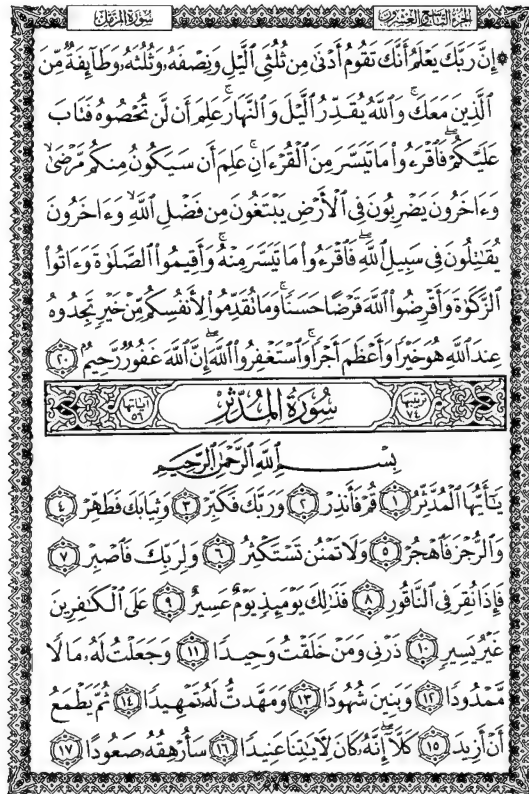 الجزء التاسع والعشرون
سورة المزمل
۞ إِنَّ رَبَّكَ يَعْلَمُ أَنَّكَ تَقُومُ أَدْنَىٰ مِن ثُلُثَىِ ٱلَّيْلِ وَنِصْفَهُۥ وَثُلُثَهُۥ وَطَآئِفَةٌ مِّنَ
ٱلَّذِينَ مَعَكَ ۚ وَٱللَّهُ يُقَدِّرُ ٱلَّيْلَ وَٱلنَّهَارَ ۚ عَلِمَ أَن لَّن تُحْصُوهُ فَتَابَ
عَلَيْكُمْ ۖ فَٱقْرَءُوا۟ مَا تَيَسَّرَ مِنَ ٱلْقُرْءَانِ ۚ عَلِمَ أَن سَيَكُونُ مِنكُم مَّرْضَىٰ ۙ
وَءَاخَرُونَ يَضْرِبُونَ فِى ٱلْأَرْضِ يَبْتَغُونَ مِن فَضْلِ ٱللَّهِ ۙ وَءَاخَرُونَ
يُقَٰتِلُونَ فِى سَبِيلِ ٱللَّهِ ۖ فَٱقْرَءُوا۟ مَا تَيَسَّرَ مِنْهُ ۚ وَأَقِيمُوا۟ ٱلصَّلَوٰةَ وَءَاتُوا۟
ٱلزَّكَوٰةَ وَأَقْرِضُوا۟ ٱللَّهَ قَرْضًا حَسَنًا ۚ وَمَا تُقَدِّمُوا۟ لِأَنفُسِكُم مِّنْ خَيْرٍ تَجِدُوهُ
عِندَ ٱللَّهِ هُوَ خَيْرًا وَأَعْظَمَ أَجْرًا ۚ وَٱسْتَغْفِرُوا۟ ٱللَّهَ ۖ إِنَّ ٱللَّهَ غَفُورٌ رَّحِيمٌ ٢٠
ترتيبها ٧٤ سُورَةُ المُدَّثِّرِ آياتها ٥٦
بِسْمِ ٱللَّهِ ٱلرَّحْمَٰنِ ٱلرَّحِيمِ
يَٰٓأَيُّهَا ٱلْمُدَّثِّرُ ١ قُمْ فَأَنذِرْ ٢ وَرَبَّكَ فَكَبِّرْ ٣ وَثِيَابَكَ فَطَهِّرْ ٤
وَٱلرُّجْزَ فَٱهْجُرْ ٥ وَلَا تَمْنُن تَسْتَكْثِرُ ٦ وَلِرَبِّكَ فَٱصْبِرْ ٧
فَإِذَا نُقِرَ فِى ٱلنَّاقُورِ ٨ فَذَٰلِكَ يَوْمَئِذٍ يَوْمٌ عَسِيرٌ ٩ عَلَى ٱلْكَٰفِرِينَ
غَيْرُ يَسِيرٍ ١٠ ذَرْنِى وَمَنْ خَلَقْتُ وَحِيدًا ١١ وَجَعَلْتُ لَهُۥ مَالًا
مَّمْدُودًا ١٢ وَبَنِينَ شُهُودًا ١٣ وَمَهَّدتُّ لَهُۥ تَمْهِيدًا ١٤ ثُمَّ يَطْمَعُ
أَنْ أَزِيدَ ١٥ كَلَّآ ۖ إِنَّهُۥ كَانَ لِءَايَٰتِنَا عَنِيدًا ١٦ سَأُرْهِقُهُۥ صَعُودًا ١٧